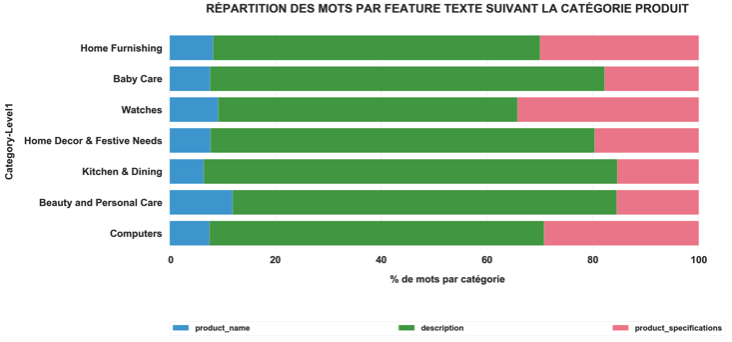 RÉPARTITION DES MOTS PAR FEATURE TEXTE SUIVANT LA CATÉGORIE PRODUIT
Category-Level1
Home Furnishing
Baby Care
Watches
Home Decor & Festive Needs
Kitchen & Dining
Beauty and Personal Care
Computers
0 20 40 60 80 100
% de mots par catégorie
product_name description product_specifications